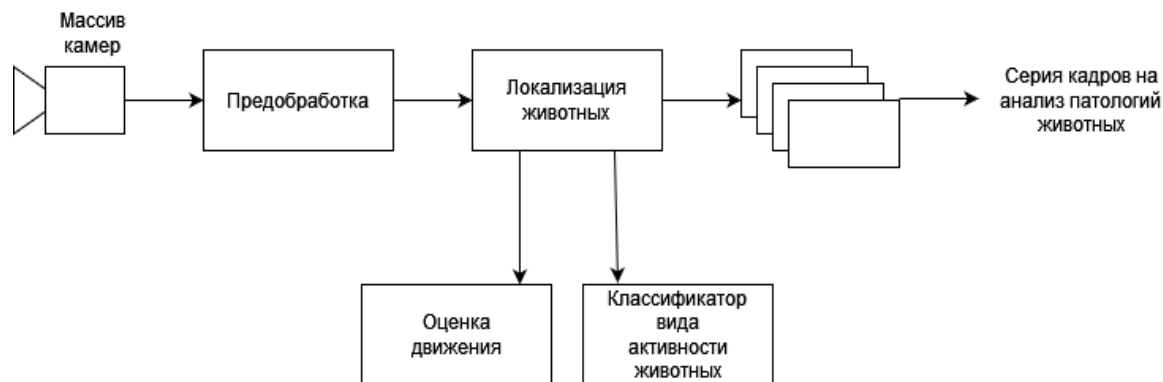 Массив
камер
Предобработка
Локализация
животных
Серия кадров на
анализ патологий
животных
Оценка
движения
Классификатор
вида
активности
животных